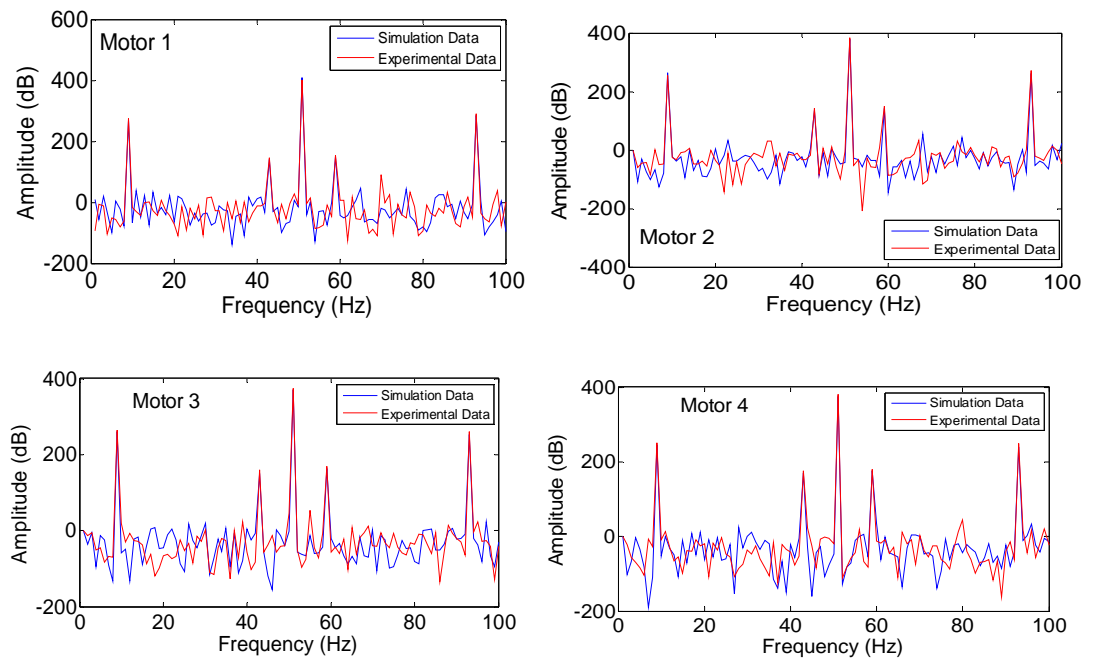 600
400
200
0
-200
0
20
40
60
80
100
Amplitude (dB)
Frequency (Hz)
Motor 1
Simulation Data
Experimental Data
400
200
0
-200
-400
0
20
40
60
80
100
Amplitude (dB)
Frequency (Hz)
Motor 2
Simulation Data
Experimental Data
400
200
0
-200
0
20
40
60
80
100
Amplitude (dB)
Frequency (Hz)
Motor 3
Simulation Data
Experimental Data
400
200
0
-200
0
20
40
60
80
100
Amplitude (dB)
Frequency (Hz)
Motor 4
Simulation Data
Experimental Data